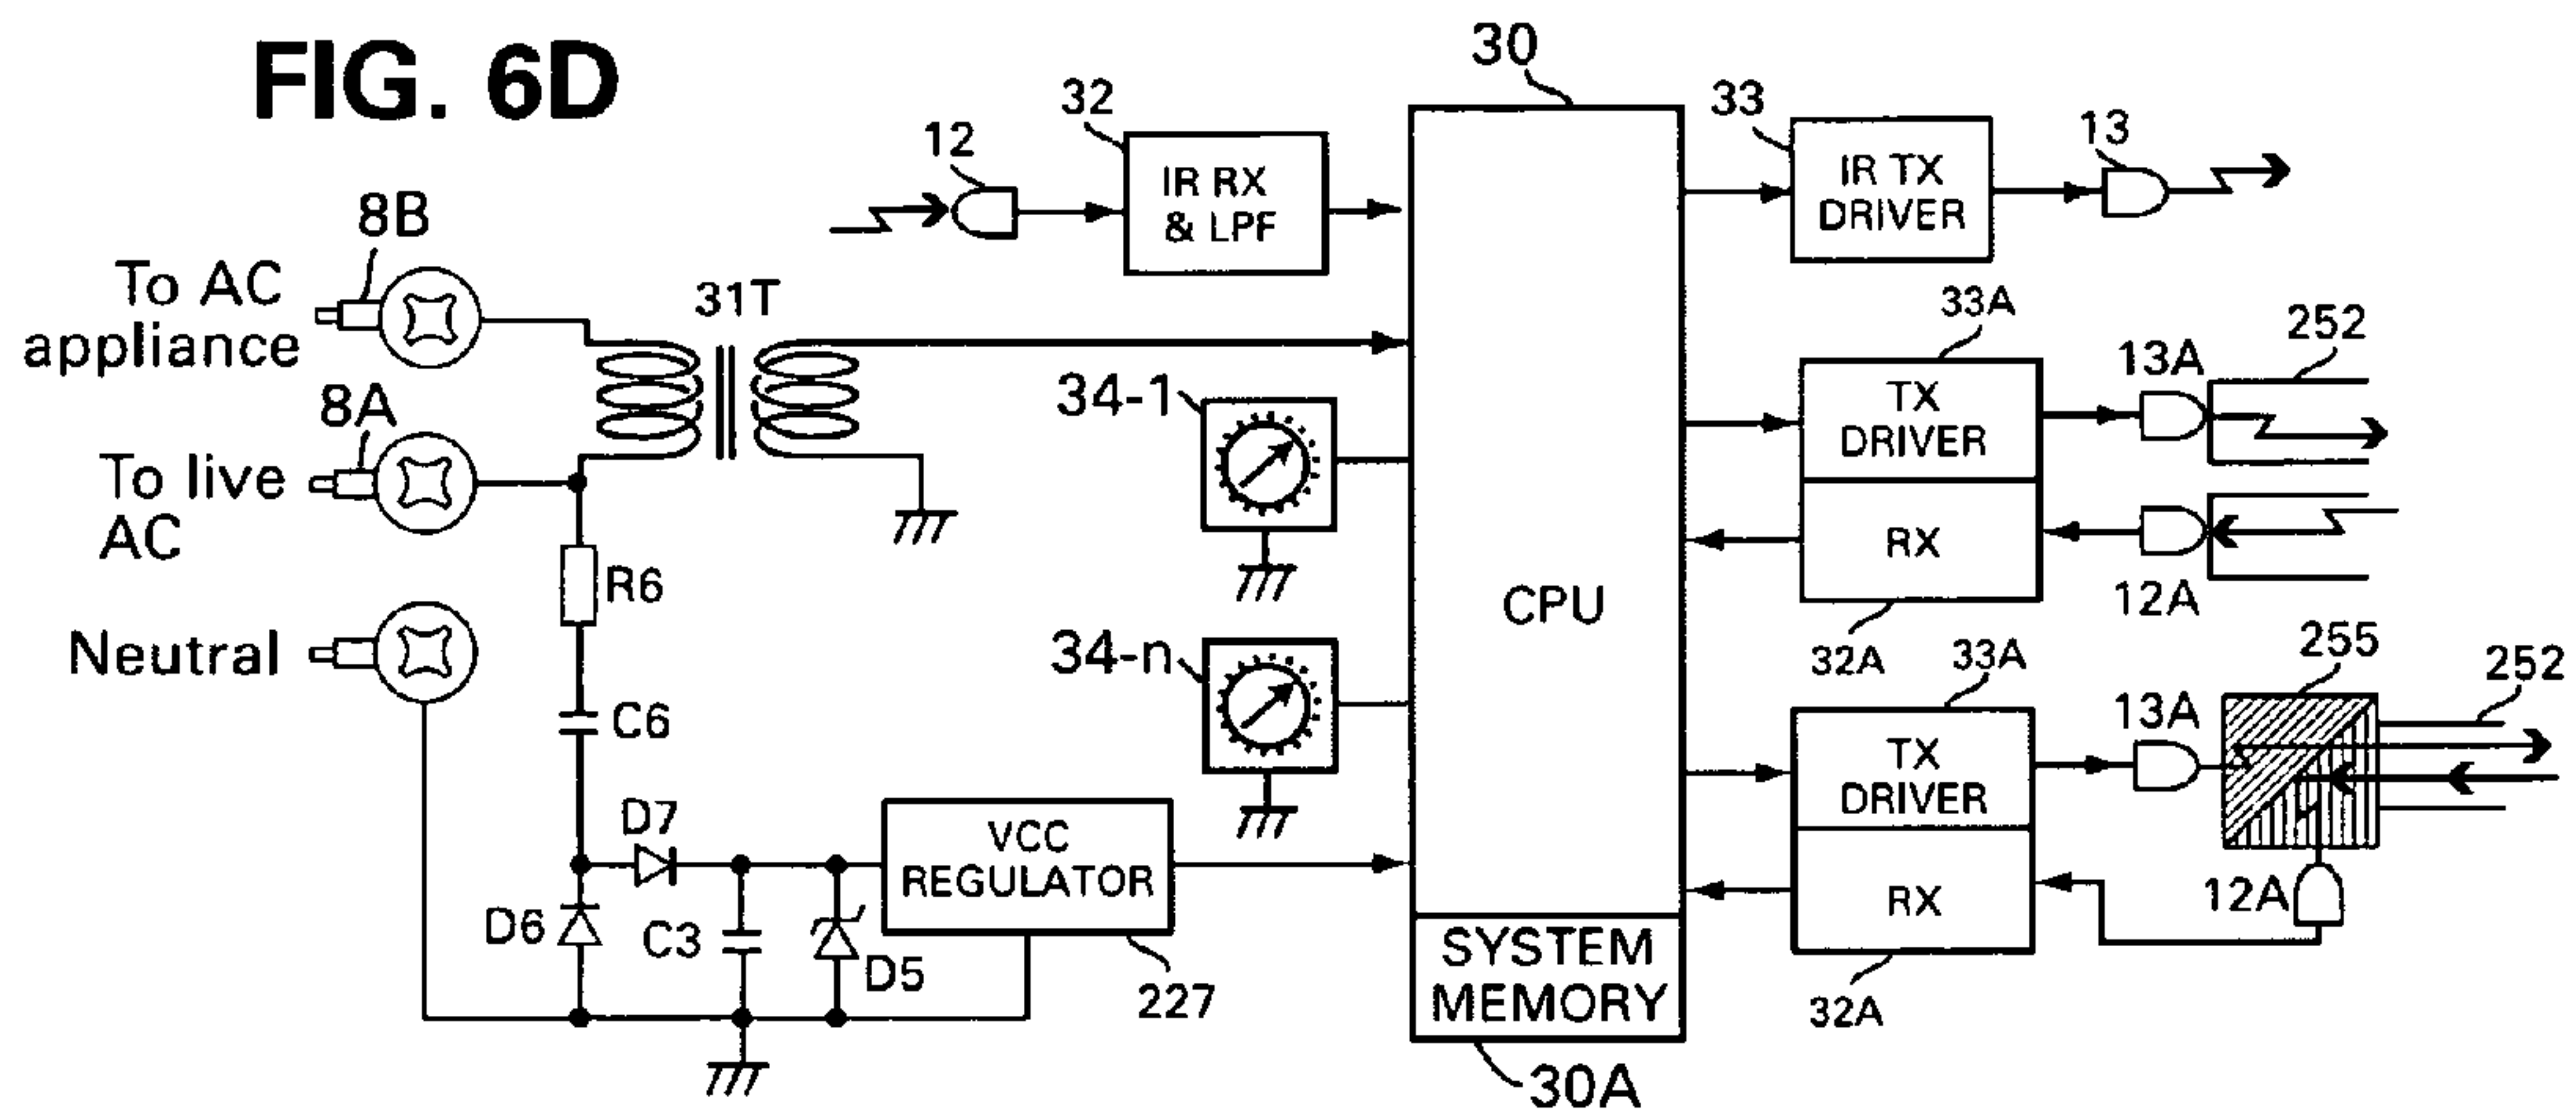 FIG. 6D
30
32
33
12
13
IR RX
& LPF
IR TX
DRIVER
8B
To AC
appliance
31T
33A
252
13A
34-1
8A
TX
DRIVER
To live
AC
RX
R6
CPU
12A
32A
33A
255
252
Neutral
34-n
C6
13A
TX
DRIVER
D7
VCC
REGULATOR
RX
12A
D6
C3
D5
SYSTEM
MEMORY
227
32A
30A